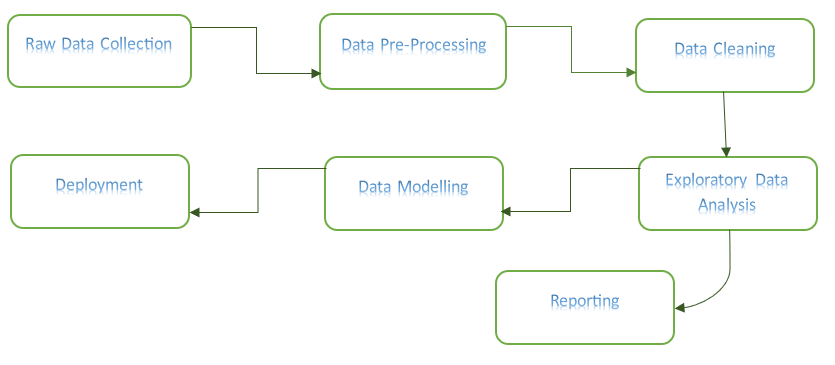 Raw Data Collection
Data Pre-Processing
Data Cleaning
Deployment
Data Modelling
Exploratory Data
Analysis
Reporting